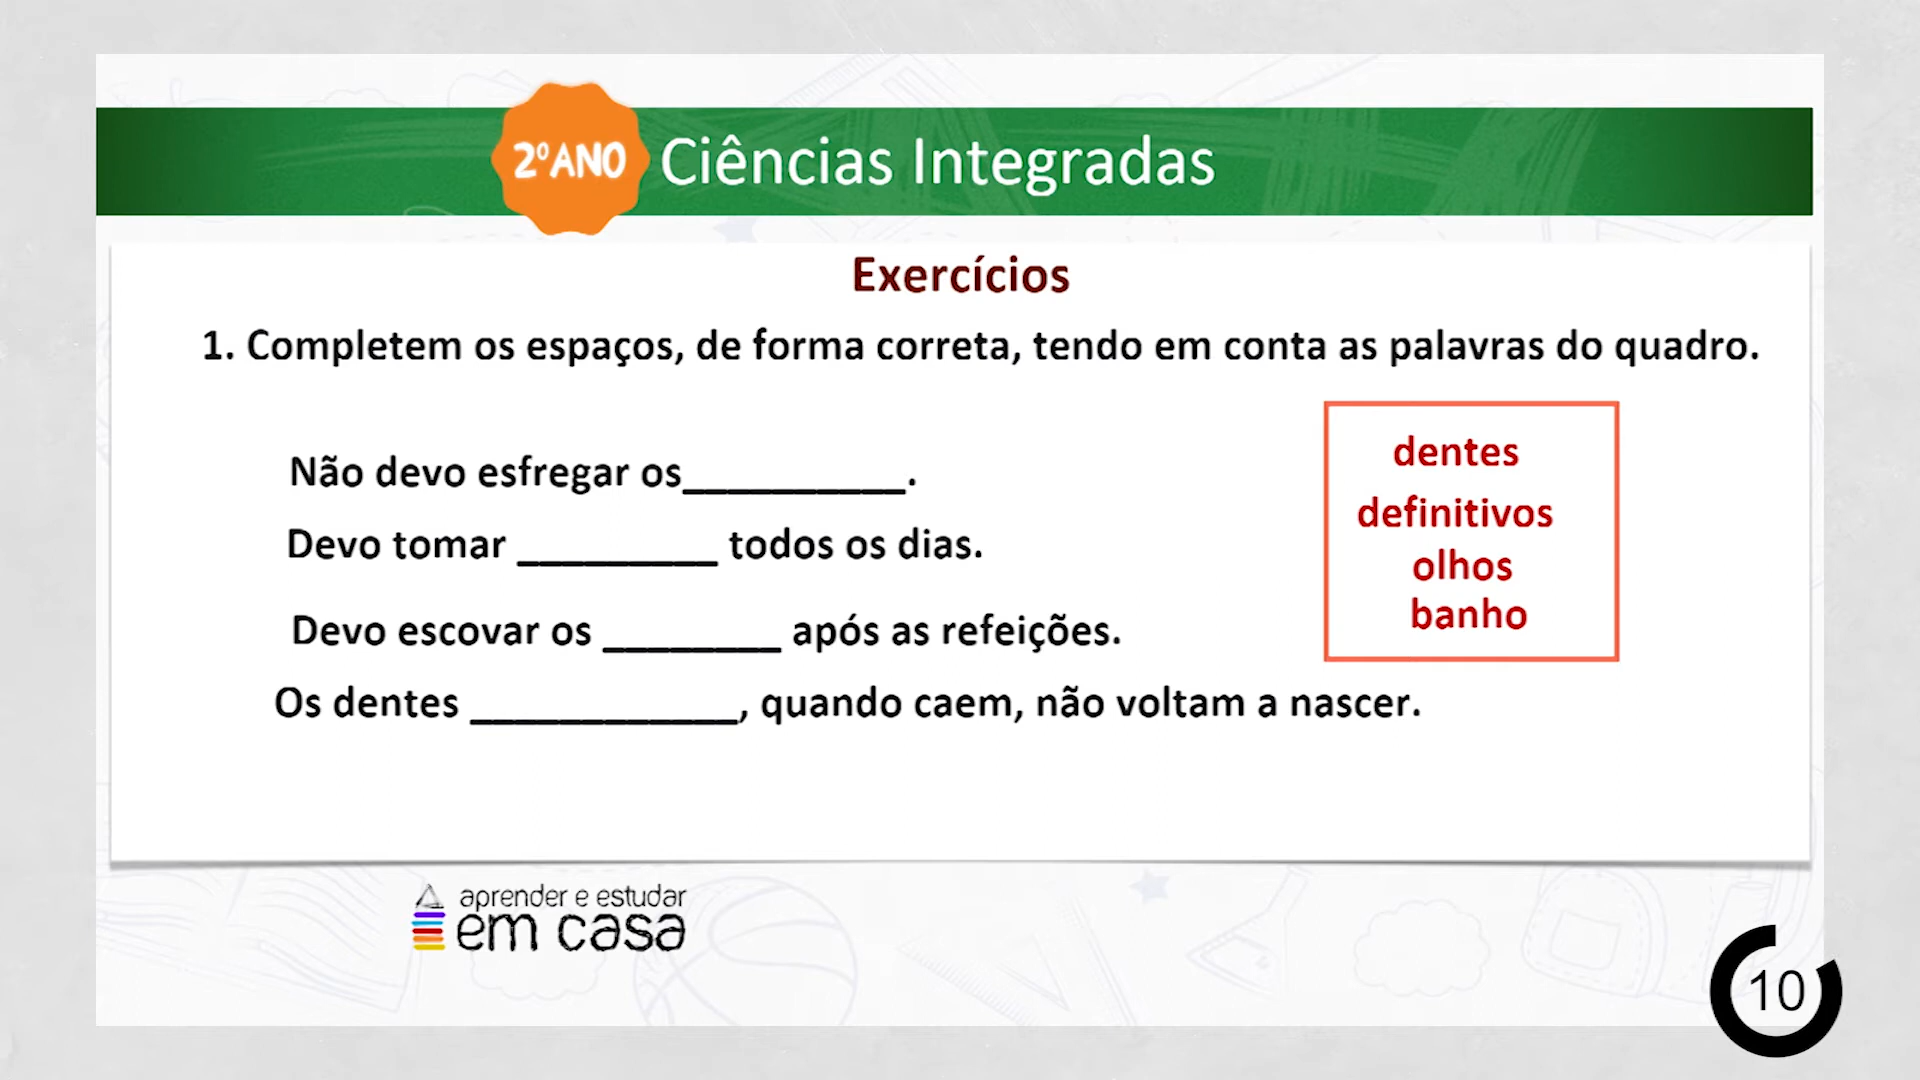 2ºANO Ciências Integradas
Exercícios
1. Completem os espaços, de forma correta, tendo em conta as palavras do quadro.
Não devo esfregar os__________.
Devo tomar _________ todos os dias.
Devo escovar os ________ após as refeições.
Os dentes ____________, quando caem, não voltam a nascer.
dentes
definitivos
olhos
banho
aprender e estudar
em casa
10